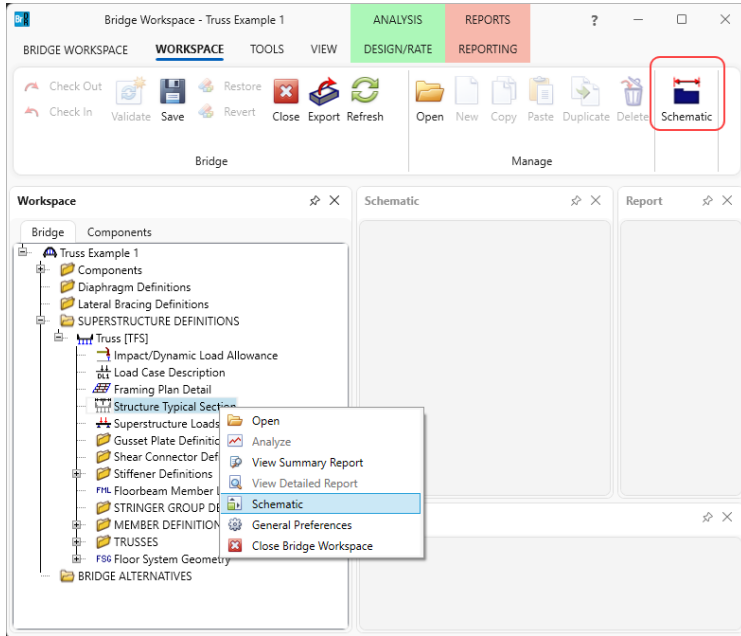 Br
Bridge Workspace - Truss Example 1
ANALYSIS
REPORTS
?
BRIDGE WORKSPACE
WORKSPACE
TOOLS
VIEW
DESIGN/RATE
REPORTING
Check Out
Check In
Validate
Save
Restore
Revert
Close
Export
Refresh
Open
New
Copy
Paste
Duplicate
Delete
Schematic
Bridge
Manage
Workspace
Schematic
Report
Bridge
Components
Truss Example 1
Components
Diaphragm Definitions
Lateral Bracing Definitions
SUPERSTRUCTURE DEFINITIONS
Truss [TFS]
Impact/Dynamic Load Allowance
DL1 Load Case Description
Framing Plan Detail
Structure Typical Section
Superstructure Loads
Gusset Plate Definitio
Shear Connector Def
Stiffener Definitions
FML Floorbeam Member L
STRINGER GROUP DE
MEMBER DEFINITION
TRUSSES
FSG Floor System Geometry
BRIDGE ALTERNATIVES
Open
Analyze
View Summary Report
View Detailed Report
Schematic
General Preferences
Close Bridge Workspace